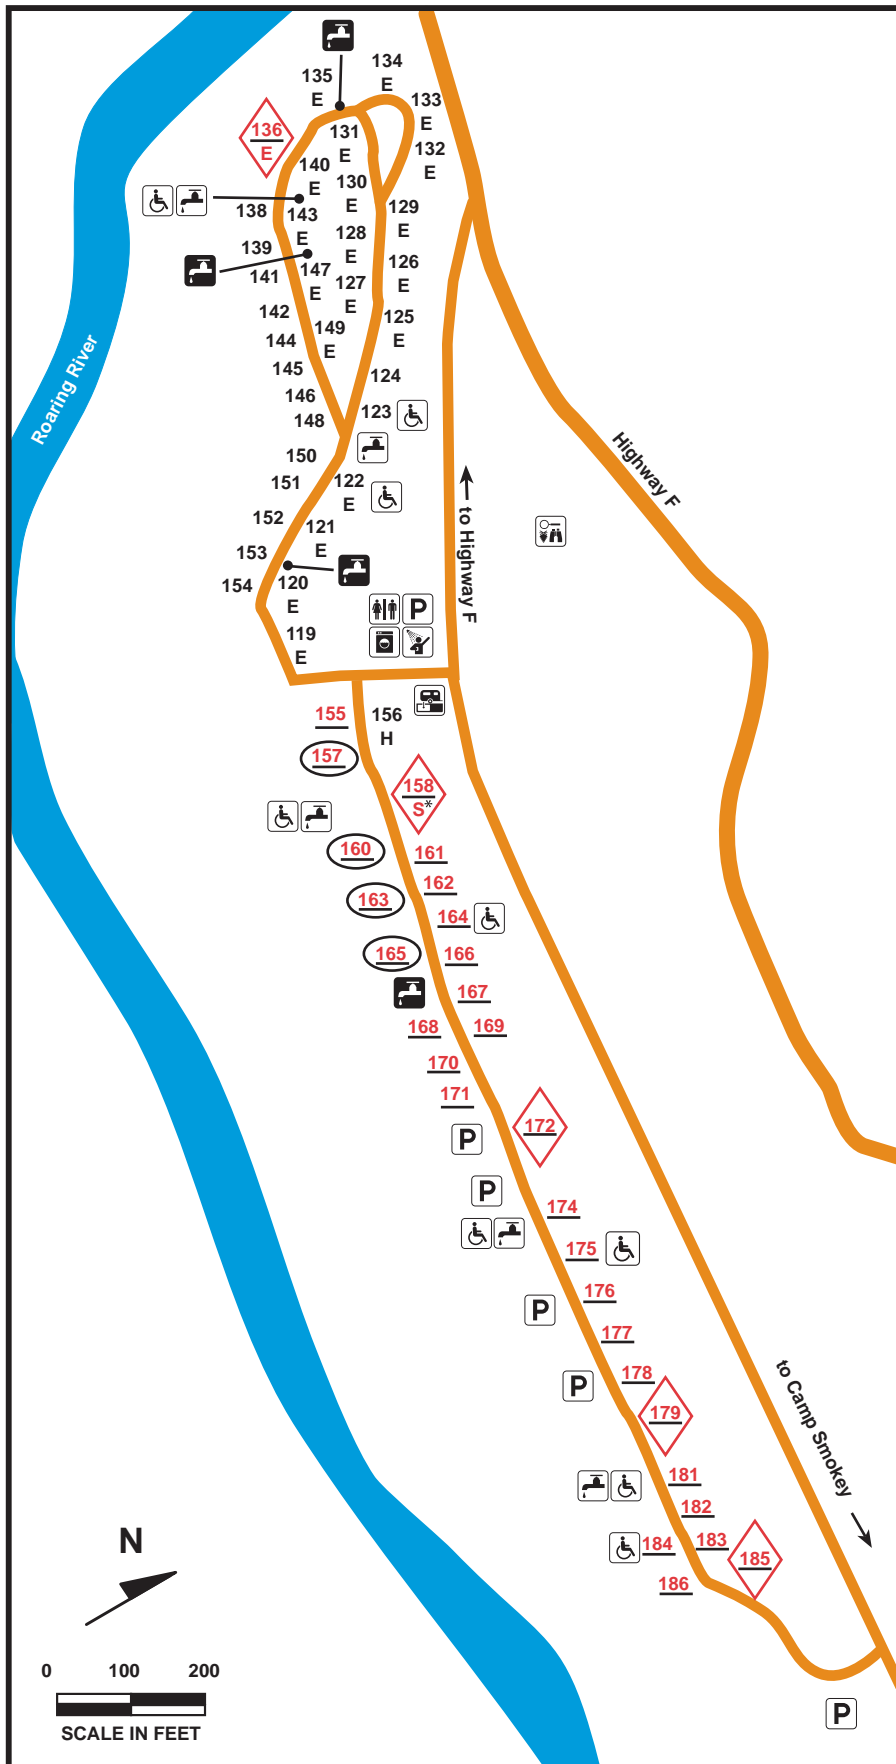 134
E
135
E
133
E
136
E
131
E
132
E
140
E
130
E
138
143
E
129
E
128
E
139
141
147
E
126
E
127
E
142
149
E
125
E
144
145
124
146
148
123
150
151
122
E
152
121
E
153
154
120
E
119
E
Roaring River
Highway F
to Highway F
P
155
156
H
157
158
S*
160
161
162
163
164
165
166
167
168
169
170
171
172
P
P
174
175
176
P
177
178
P
179
to Camp Smokey
181
182
183
184
185
186
N
0 100 200
SCALE IN FEET
P